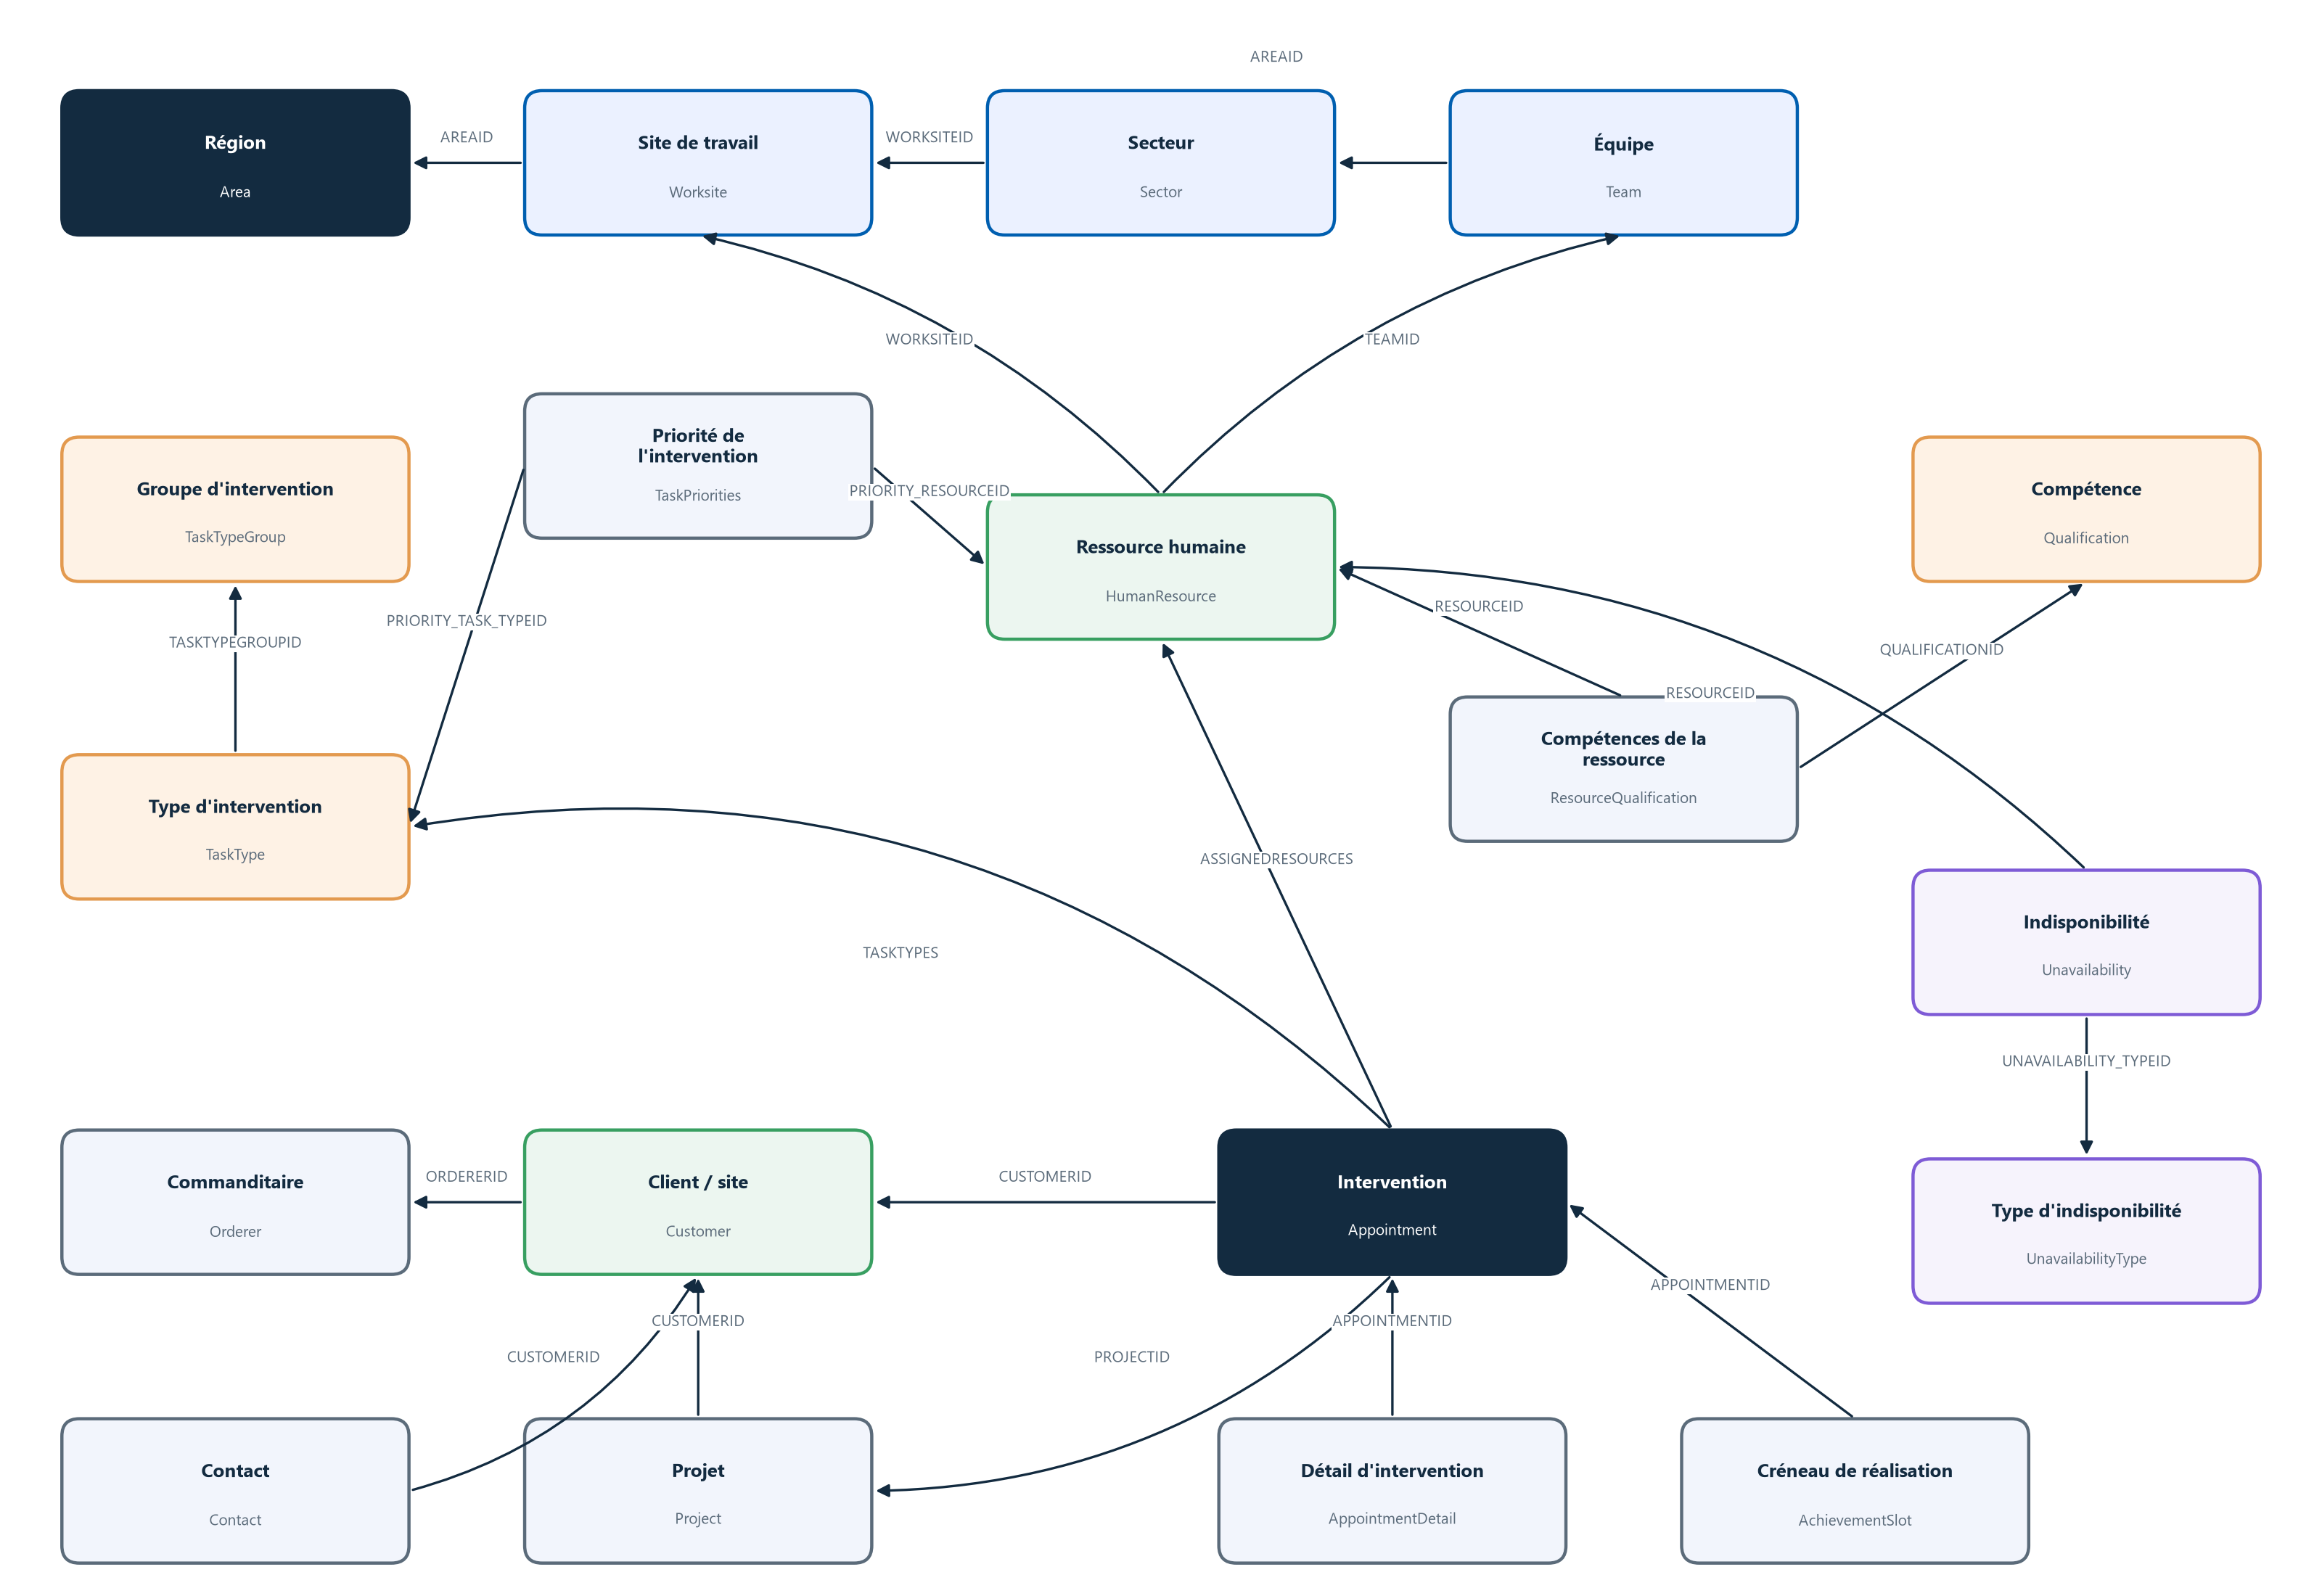 AREAID
Région
Area
AREAID
Site de travail
Worksite
WORKSITEID
Secteur
Sector
Équipe
Team
WORKSITEID
TEAMID
Priorité de
l'intervention
TaskPriorities
PRIORITY_RESOURCEID
Groupe d'intervention
TaskTypeGroup
Ressource humaine
HumanResource
Compétence
Qualification
TASKTYPEGROUPID
PRIORITY_TASK_TYPEID
RESOURCEID
QUALIFICATIONID
RESOURCEID
Compétences de la
ressource
ResourceQualification
Type d'intervention
TaskType
ASSIGNEDRESOURCES
TASKTYPES
Indisponibilité
Unavailability
UNAVAILABILITY_TYPEID
Commanditaire
Orderer
ORDERERID
Client / site
Customer
CUSTOMERID
Intervention
Appointment
Type d'indisponibilité
UnavailabilityType
APPOINTMENTID
CUSTOMERID
APPOINTMENTID
CUSTOMERID
PROJECTID
Contact
Contact
Projet
Project
Détail d'intervention
AppointmentDetail
Créneau de réalisation
AchievementSlot